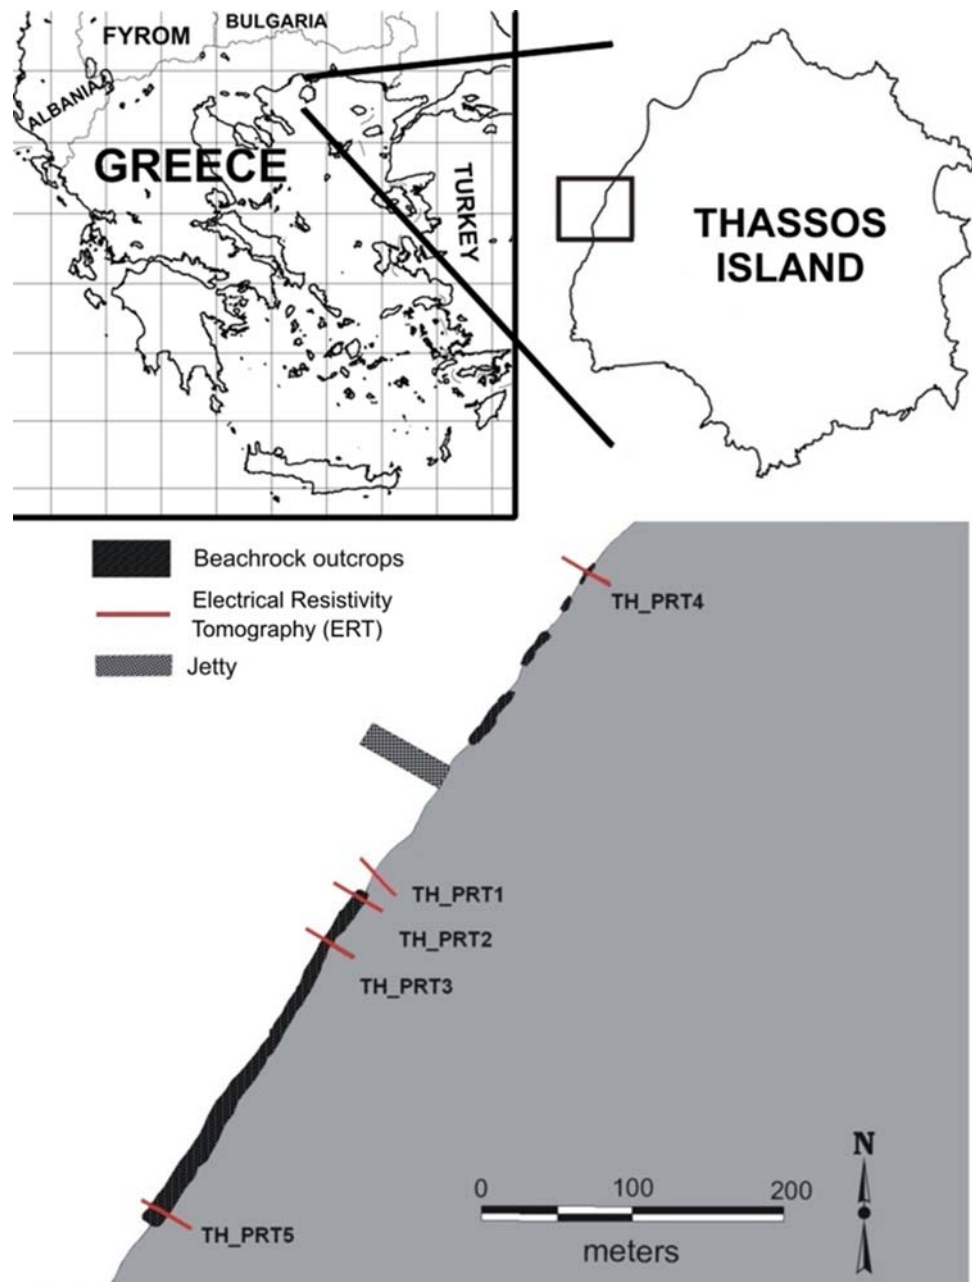 FYROM
BULGARIA
ALBANIA
GREECE
TURKEY
THASSOS
ISLAND
Beachrock outcrops
Electrical Resistivity
Tomography (ERT)
Jetty
TH_PRT4
TH_PRT1
TH_PRT2
TH_PRT3
TH_PRT5
N
0 100 200
meters